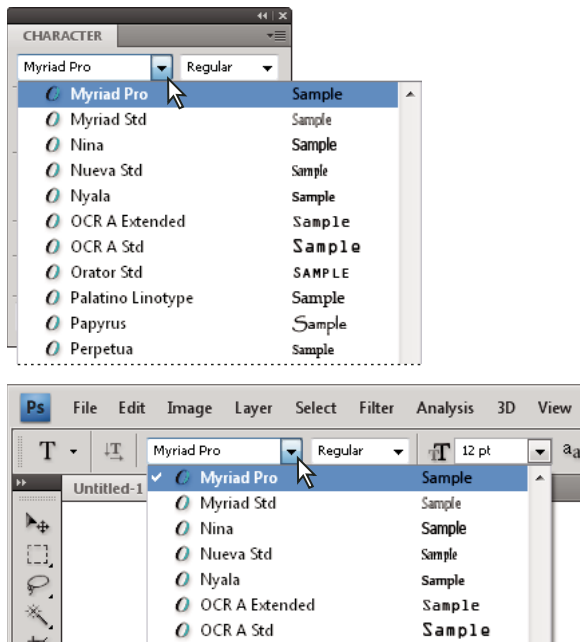 CHARACTER
Myriad Pro Regular
Myriad Pro Sample
Myriad Std Sample
Nina Sample
Nueva Std Sample
Nyala Sample
OCR A Extended Sample
OCR A Std Sample
Orator Std SAMPLE
Palatino Linotype Sample
Papyrus Sample
Perpetua Sample
Ps File Edit Image Layer Select Filter Analysis 3D View
T T Myriad Pro Regular TT 12 pt aa
Untitled-1
Myriad Pro Sample
Myriad Std Sample
Nina Sample
Nueva Std Sample
Nyala Sample
OCR A Extended Sample
OCR A Std Sample